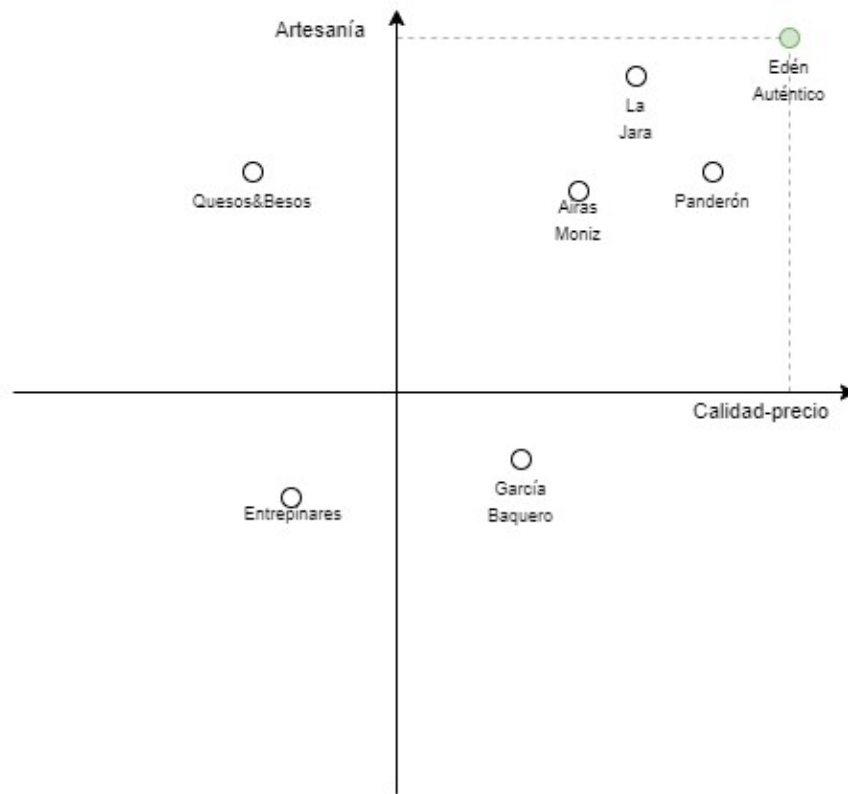 Artesanía
Edén
Auténtico
La
Jara
Quesos&Besos
Airas
Moniz
Panderón
Calidad-precio
García
Baquero
Entrepinares